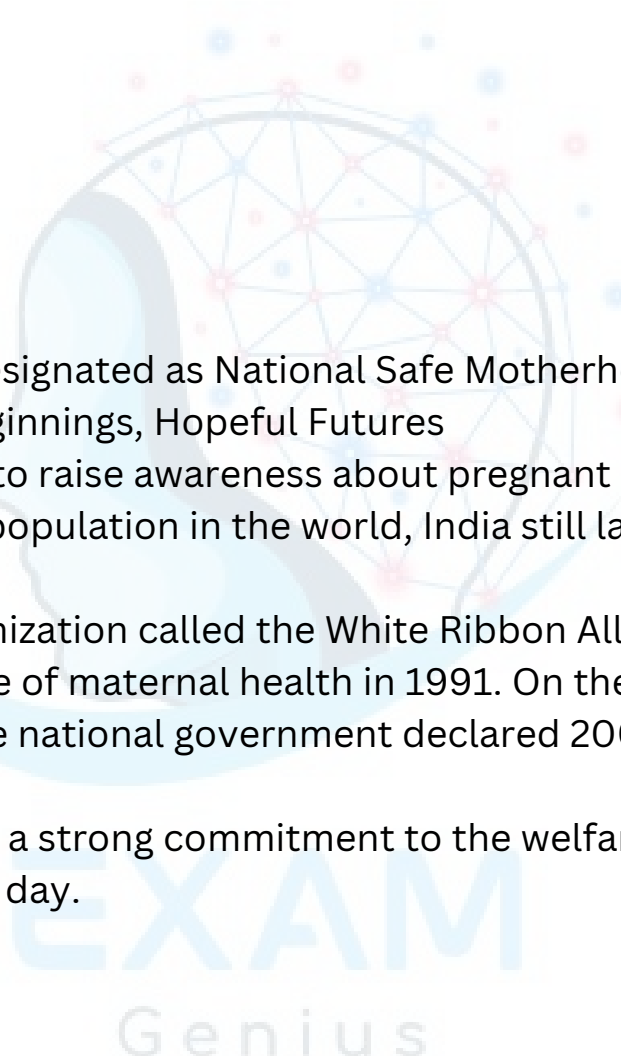 signated as National Safe Motherh
ginnings, Hopeful Futures
to raise awareness about pregnant
population in the world, India still la
nization called the White Ribbon All
e of maternal health in 1991. On the
e national government declared 200
a strong commitment to the welfar
day.
EXAM
Genius